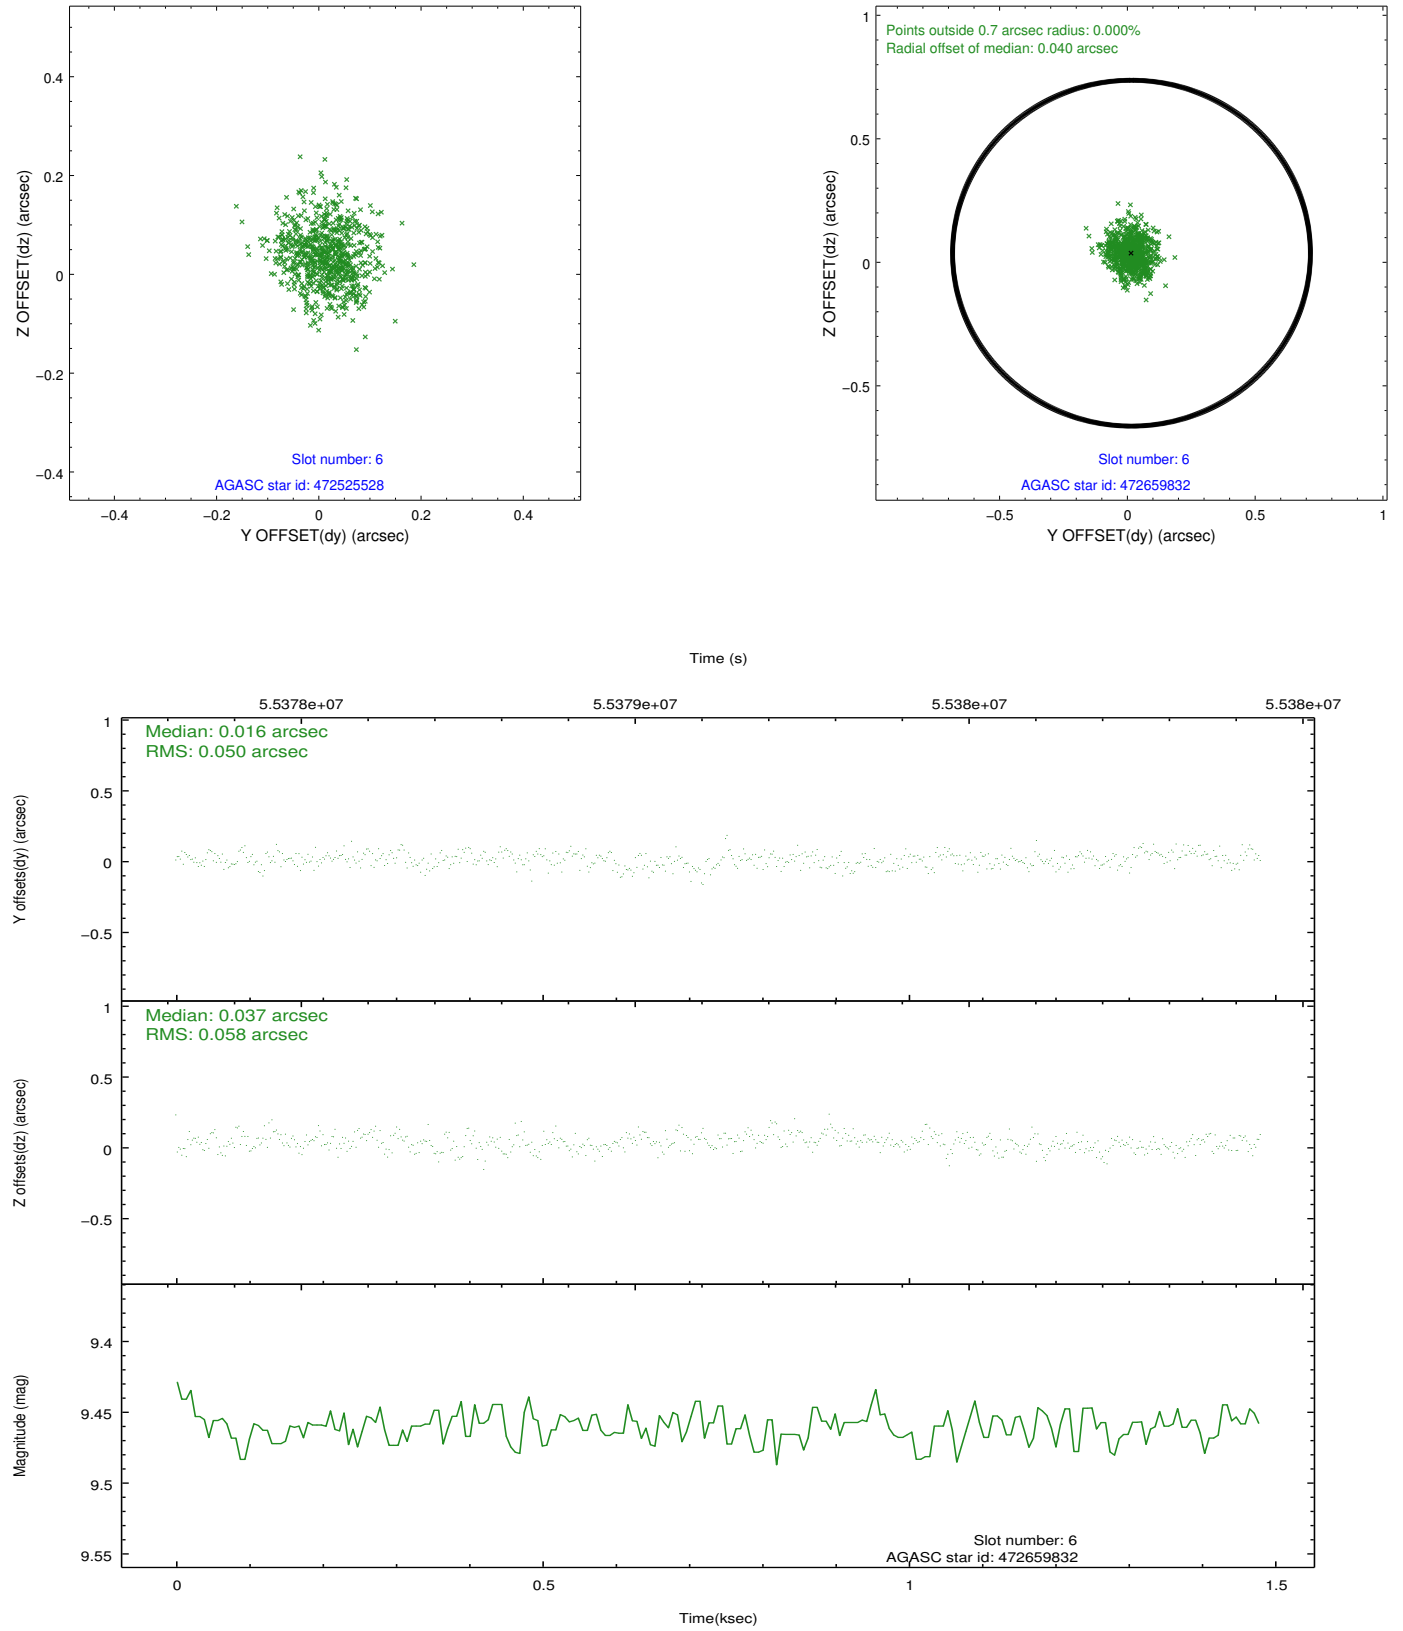 0.4
0.2
0
−0.2
−0.4
Z OFFSET(dz) (arcsec)
Slot number: 6
AGASC star id: 472525528
−0.4 −0.2 0 0.2 0.4
Y OFFSET(dy) (arcsec)
1
0.5
0
−0.5
Z OFFSET(dz) (arcsec)
Points outside 0.7 arcsec radius: 0.000%
Radial offset of median: 0.040 arcsec
Slot number: 6
AGASC star id: 472659832
−0.5 0 0.5 1
Y OFFSET(dy) (arcsec)
Time (s)
5.5378e+07 5.5379e+07 5.538e+07 5.538e+07
1
0.5
0
−0.5
Y offsets(dy) (arcsec)
Median: 0.016 arcsec
RMS: 0.050 arcsec
1
0.5
0
−0.5
Z offsets(dz) (arcsec)
Median: 0.037 arcsec
RMS: 0.058 arcsec
9.4
9.45
9.5
9.55
Magnitude (mag)
Slot number: 6
AGASC star id: 472659832
0 0.5 1 1.5
Time(ksec)